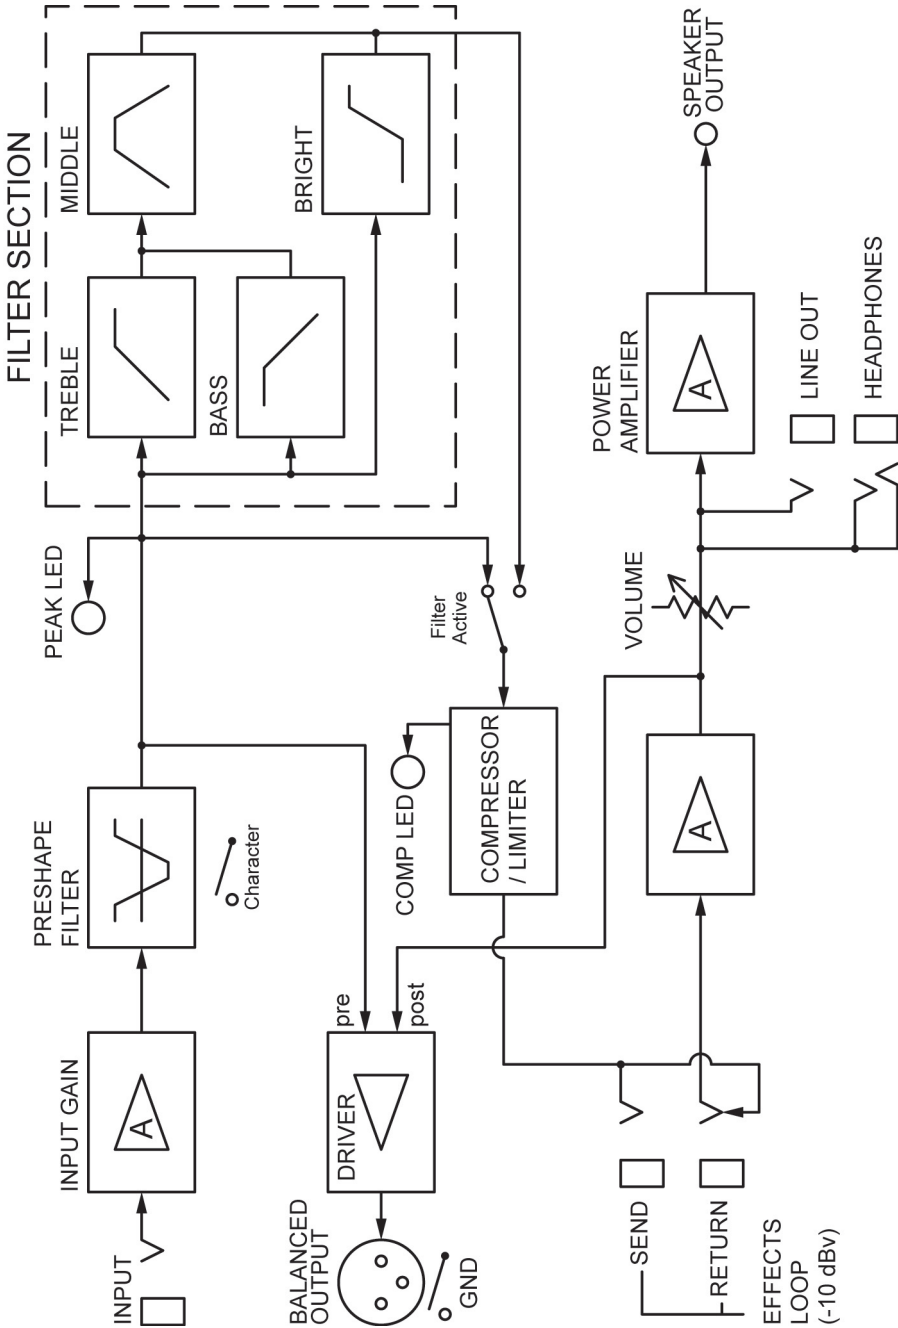 FILTER SECTION
TREBLE
MIDDLE
BASS
BRIGHT
INPUT
INPUT GAIN
A
PRESHAPE
FILTER
Character
PEAK LED
Filter
Active
COMP LED
COMPRESSOR
/ LIMITER
BALANCED
OUTPUT
GND
DRIVER
pre
post
SEND
RETURN
EFFECTS
LOOP
(-10 dBv)
A
VOLUME
POWER
AMPLIFIER
A
SPEAKER
OUTPUT
LINE OUT
HEADPHONES